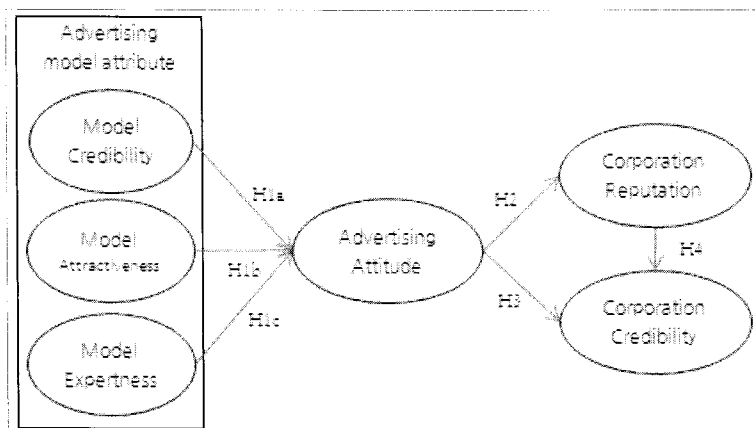 Advertising
model attribute
Model
Credibility
Model
Attractiveness
Model
Expertness
H1a
H1b
H1c
Advertising
Attitude
H2
H3
Corporation
Reputation
H4
Corporation
Credibility